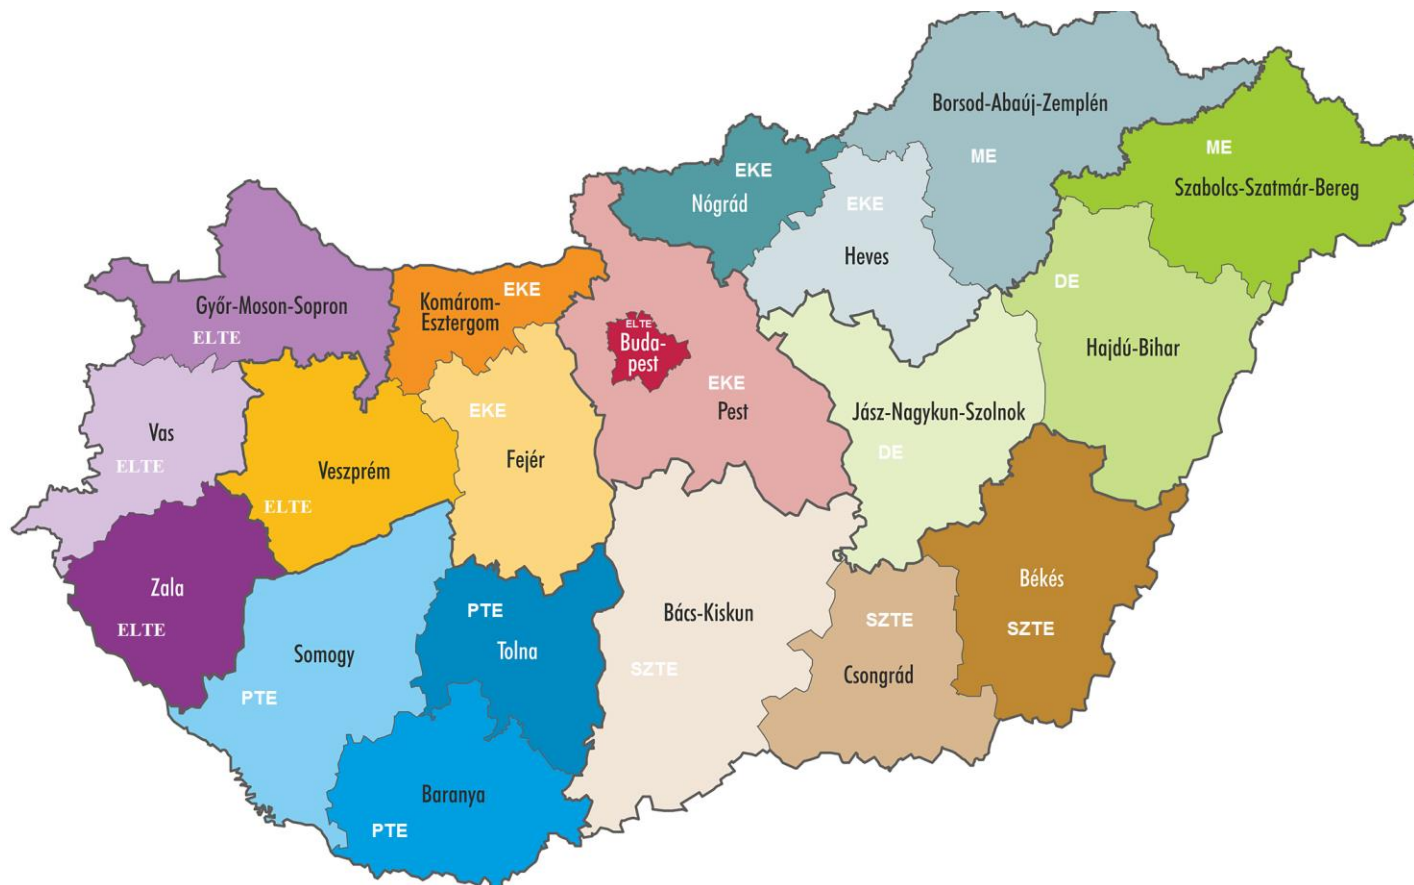 Borsod-Abaúj-Zemplén
ME
ME
Szabolcs-Szatmár-Bereg
EKE
Nógrád
EKE
Heves
DE
Hajdú-Bihar
Győr-Moson-Sopron
ELTE
EKE
Komárom-
Esztergom
ELTE
Buda-
pest
EKE
Pest
Jász-Nagykun-Szolnok
DE
Vas
ELTE
Veszprém
ELTE
EKE
Fejér
Zala
ELTE
Somogy
PTE
PTE
Tolna
Bács-Kiskun
SZTE
SZTE
Csongrád
Békés
SZTE
Baranya
PTE